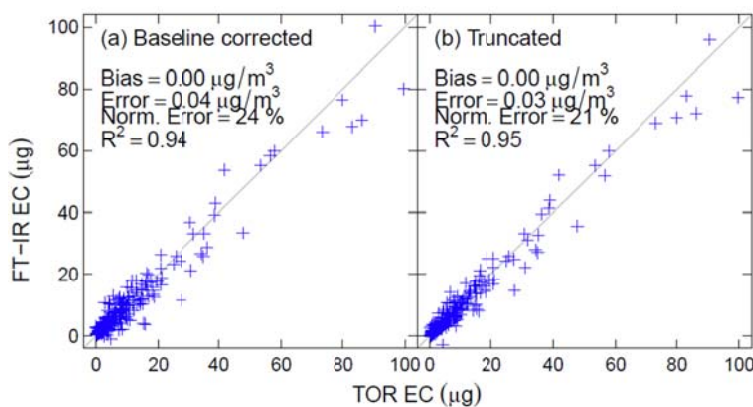 (a) Baseline corrected
Bias = 0.00 μg/m³
Error = 0.04 μg/m³
Norm. Error = 24 %
R² = 0.94
(b) Truncated
Bias = 0.00 μg/m³
Error = 0.03 μg/m³
Norm. Error = 21 %
R² = 0.95
FT−IR EC (μg)
100
80
60
40
20
0
0 20 40 60 80 100
0 20 40 60 80 100
TOR EC (μg)